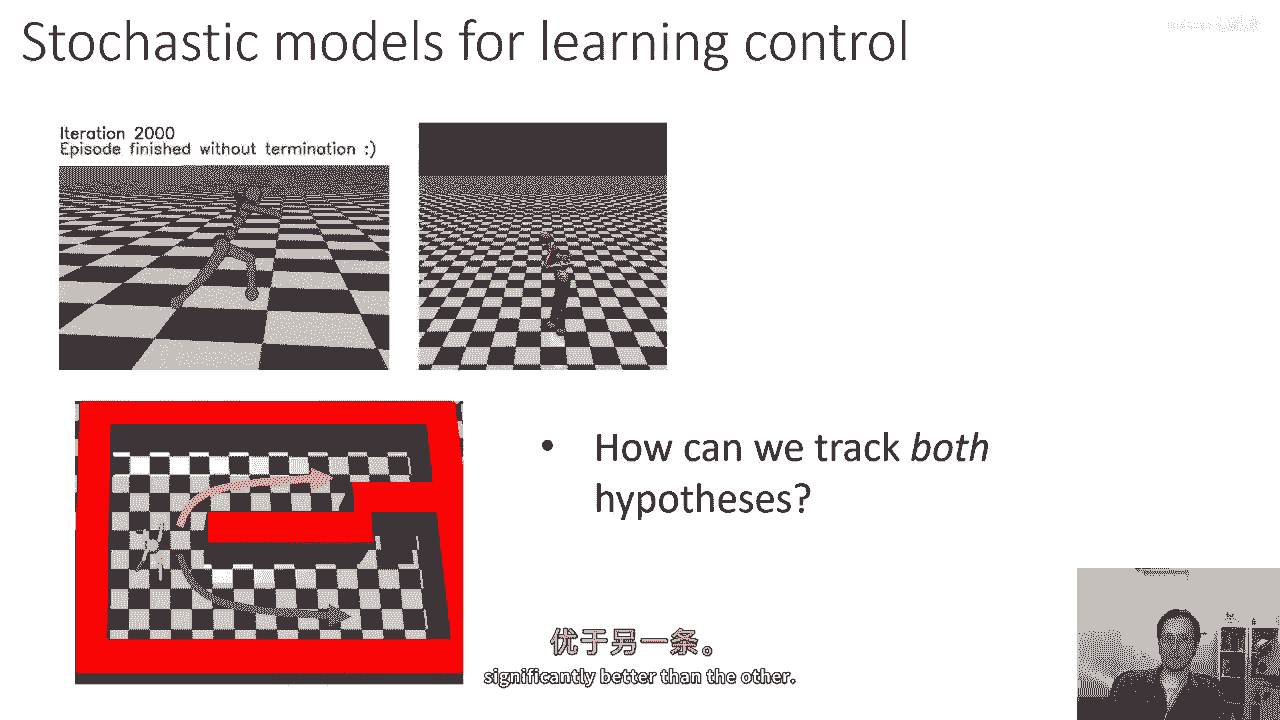 Stochastic models for learning control
Iteration 2000
Episode finished without termination :)
• How can we track both
hypotheses?
优于另一条。
significantly better than the other.